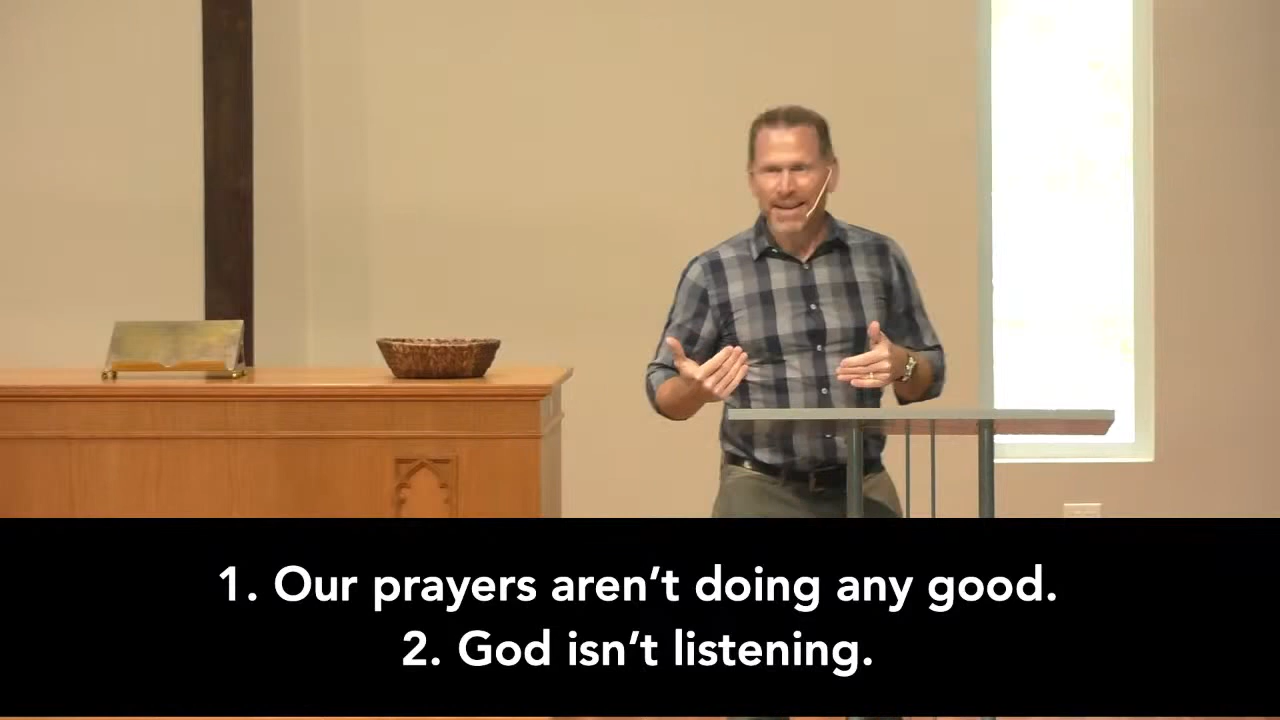 1. Our prayers aren’t doing any good.
2. God isn’t listening.